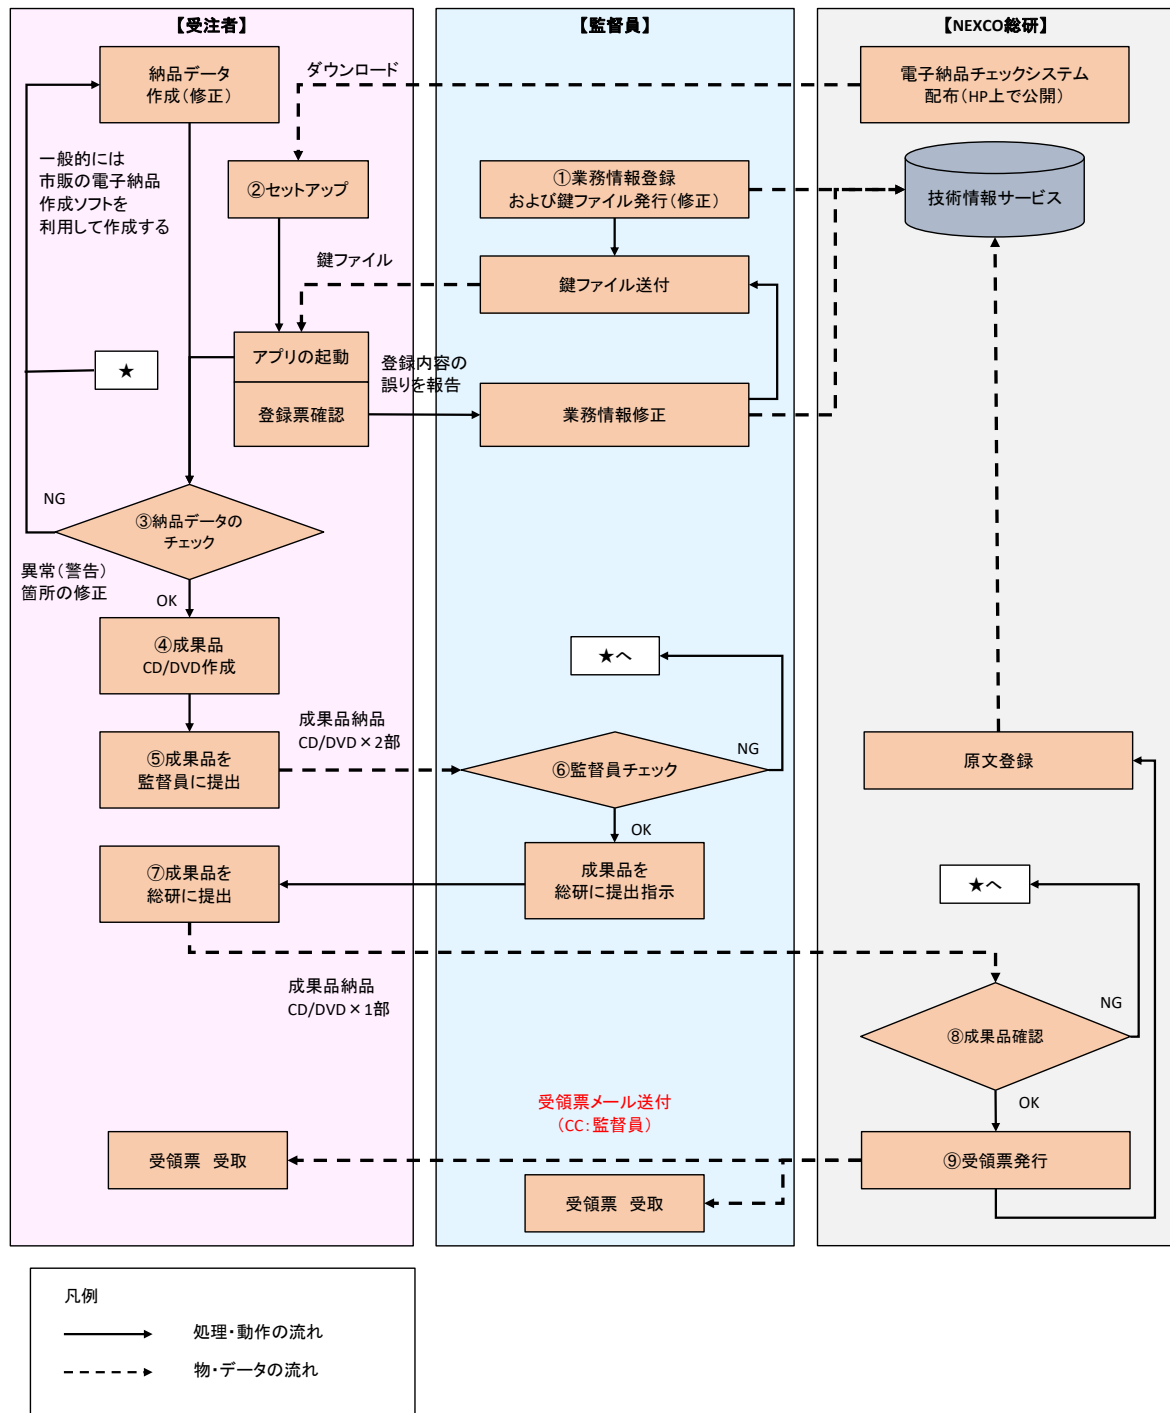 【受注者】
【監督員】
【NEXCO総研】
納品データ
作成(修正)
ダウンロード
電子納品チェックシステム
配布(HP上で公開)
一般的には
市販の電子納品
作成ソフトを
利用して作成する
②セットアップ
①業務情報登録
および鍵ファイル発行(修正)
技術情報サービス
鍵ファイル
鍵ファイル送付
★
アプリの起動
登録票確認
登録内容の
誤りを報告
業務情報修正
NG
③納品データの
チェック
異常(警告)
箇所の修正
OK
④成果品
CD/DVD作成
★へ
⑤成果品を
監督員に提出
成果品納品
CD/DVD×2部
⑥監督員チェック
NG
原文登録
OK
⑦成果品を
総研に提出
成果品を
総研に提出指示
★へ
成果品納品
CD/DVD×1部
⑧成果品確認
NG
OK
受領票メール送付
(CC:監督員)
受領票 受取
受領票 受取
⑨受領票発行
凡例
処理・動作の流れ
物・データの流れ